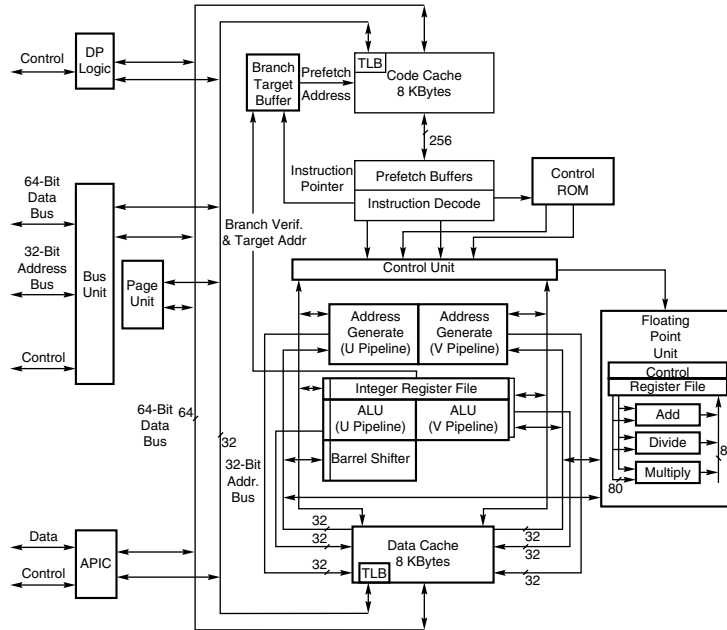 Control
DP
Logic
TLB
Code Cache
8 KBytes
Branch
Target
Buffer
Prefetch
Address
256
Instruction
Pointer
Prefetch Buffers
Instruction Decode
Control
ROM
64-Bit
Data
Bus
32-Bit
Address
Bus
Control
Bus
Unit
Page
Unit
Branch Verif.
& Target Addr
Control Unit
Address
Generate
(U Pipeline)
Address
Generate
(V Pipeline)
Floating
Point
Unit
Control
Register File
Add
Divide
Multiply
80
8
Integer Register File
ALU
(U Pipeline)
ALU
(V Pipeline)
Barrel Shifter
64-Bit
Data
Bus
64
32
32-Bit
Addr.
Bus
32
32
32
32
32
32
Data Cache
8 KBytes
TLB
Data
Control
APIC